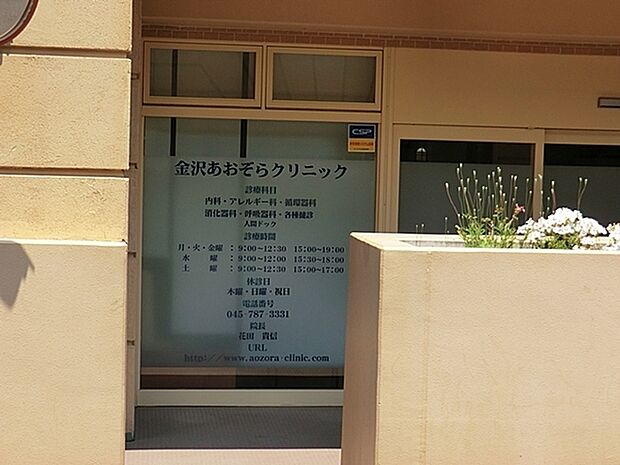 CSP
金沢あおぞらクリニック
診療科目
内科・アレルギー科・循環器科
消化器科・呼吸器科・各種健診
人間ドック
診療時間
月・火・金曜 : 9:00~12:30 15:00~19:00
水 曜 : 9:00~12:30 15:30~18:00
土 曜 : 9:00~12:30 15:00~17:00
休診日
木曜・日曜・祝日
電話番号
045-787-3331
院長
花田 貴信
URL
http://www.aozora-clinic.com